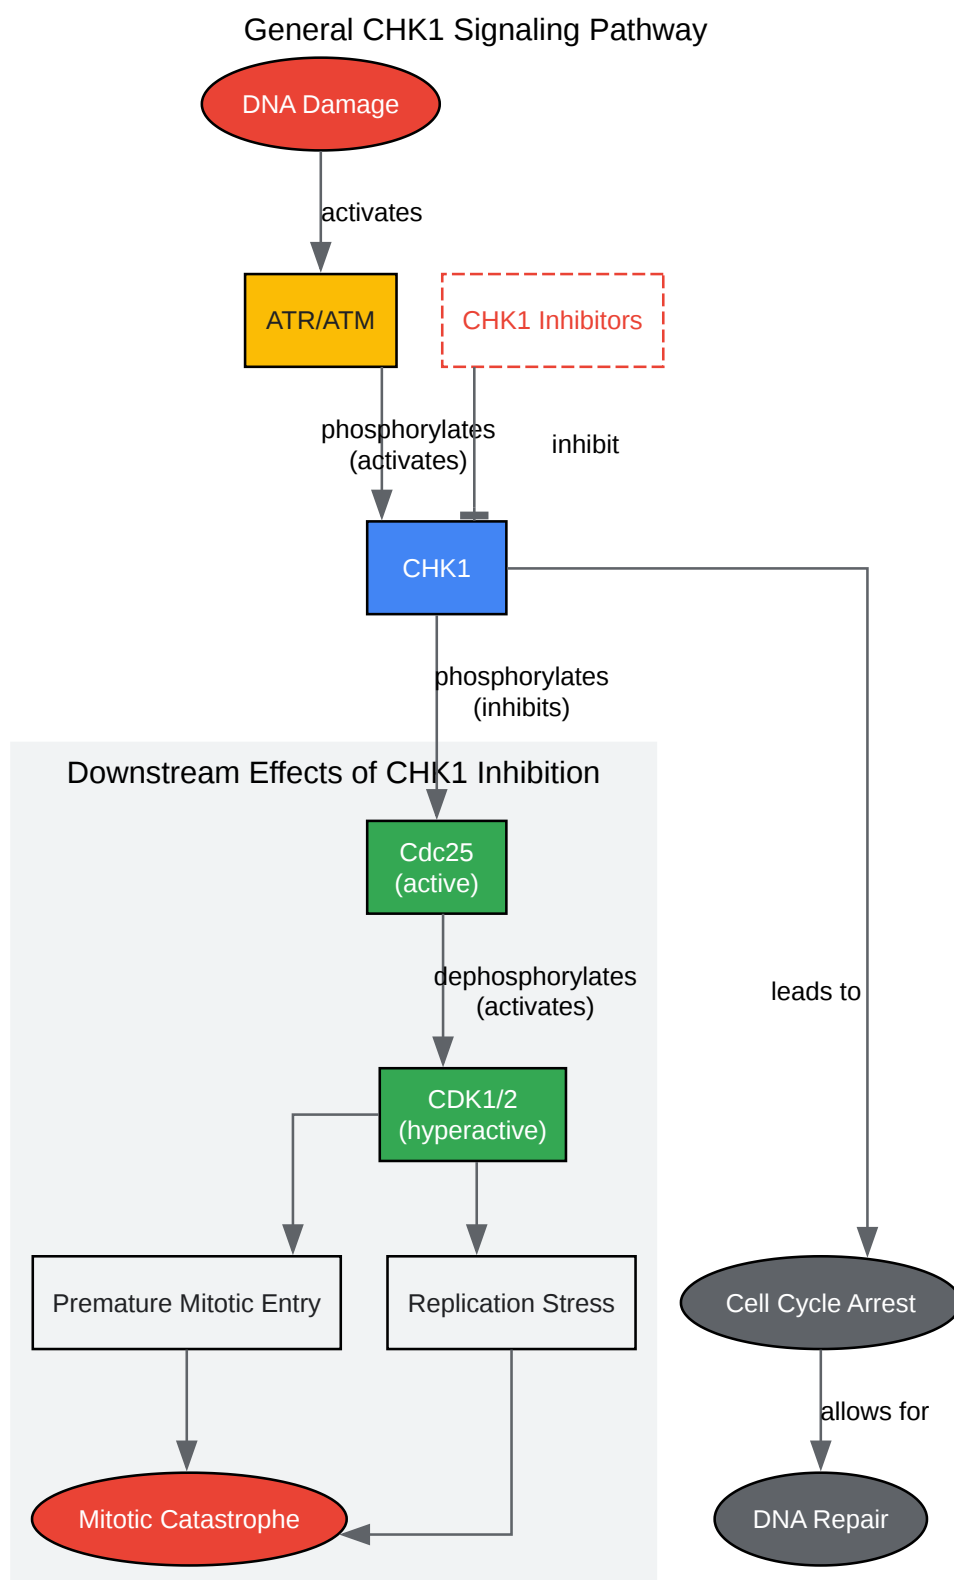 General CHK1 Signaling Pathway
DNA Damage
activates
ATR/ATM
CHK1 Inhibitors
phosphorylates
(activates)
inhibit
CHK1
phosphorylates
(inhibits)
Downstream Effects of CHK1 Inhibition
Cdc25
(active)
dephosphorylates
(activates)
leads to
CDK1/2
(hyperactive)
Premature Mitotic Entry
Replication Stress
Cell Cycle Arrest
allows for
Mitotic Catastrophe
DNA Repair